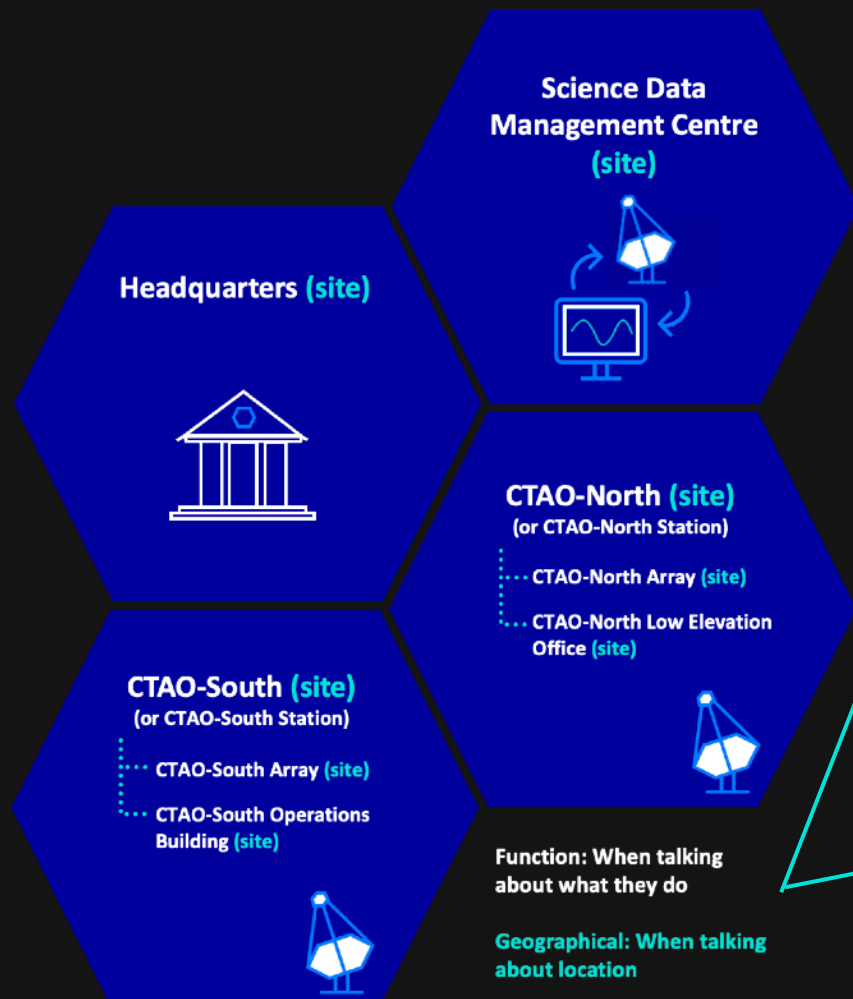 Science Data
Management Centre
(site)
Headquarters (site)
CTAO-North (site)
(or CTAO-North Station)
CTAO-North Array (site)
CTAO-North Low Elevation
Office (site)
CTAO-South (site)
(or CTAO-South Station)
CTAO-South Array (site)
CTAO-South Operations
Building (site)
Function: When talking
about what they do
Geographical: When talking
about location